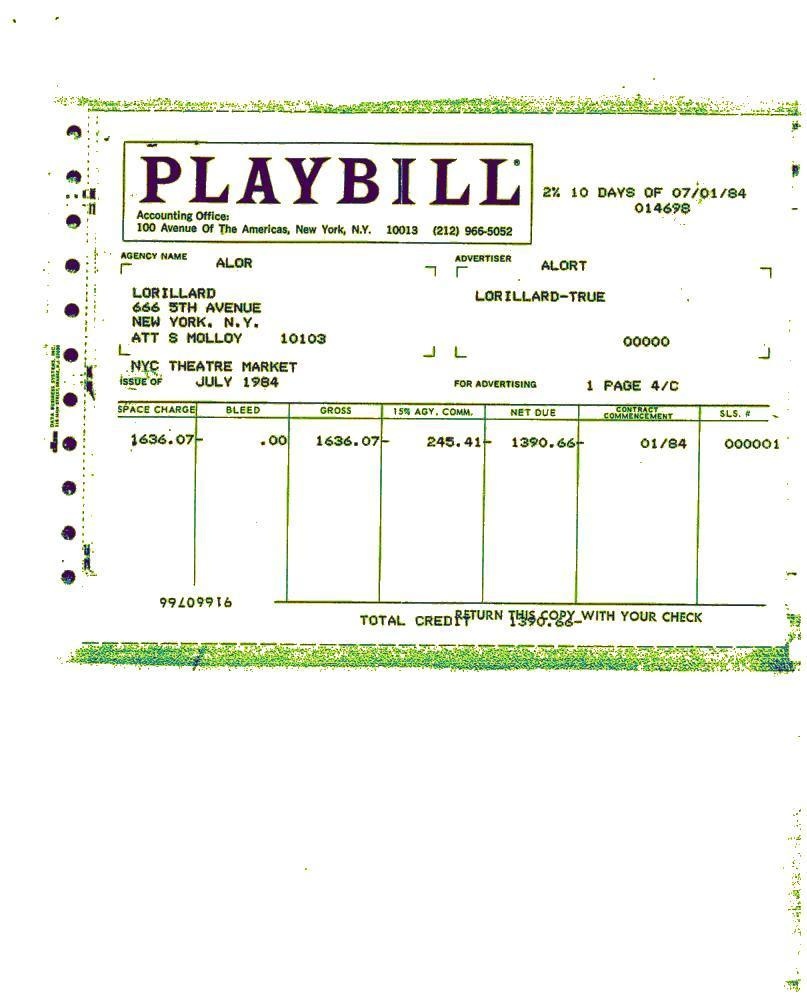 PLAYBILL®
Accounting Office:
100 Avenue Of The Americas, New York, N.Y. 10013 (212) 966-5052
2% 10 DAYS OF 07/01/84
014698
AGENCY NAME ALOR
ADVERTISER ALORT
LORILLARD
666 5TH AVENUE
NEW YORK, N.Y.
ATT S MOLLOY 10103
LORILLARD-TRUE
00000
NYC THEATRE MARKET
ISSUE OF JULY 1984
FOR ADVERTISING 1 PAGE 4/C
SPACE CHARGE BLEED GROSS 15% AGY. COMM. NET DUE CONTRACT COMMENCEMENT SLS. #
1636.07- .00 1636.07- 245.41- 1390.66- 01/84 000001
91660766
RETURN THIS COPY WITH YOUR CHECK
TOTAL CREDIT 1390.66-